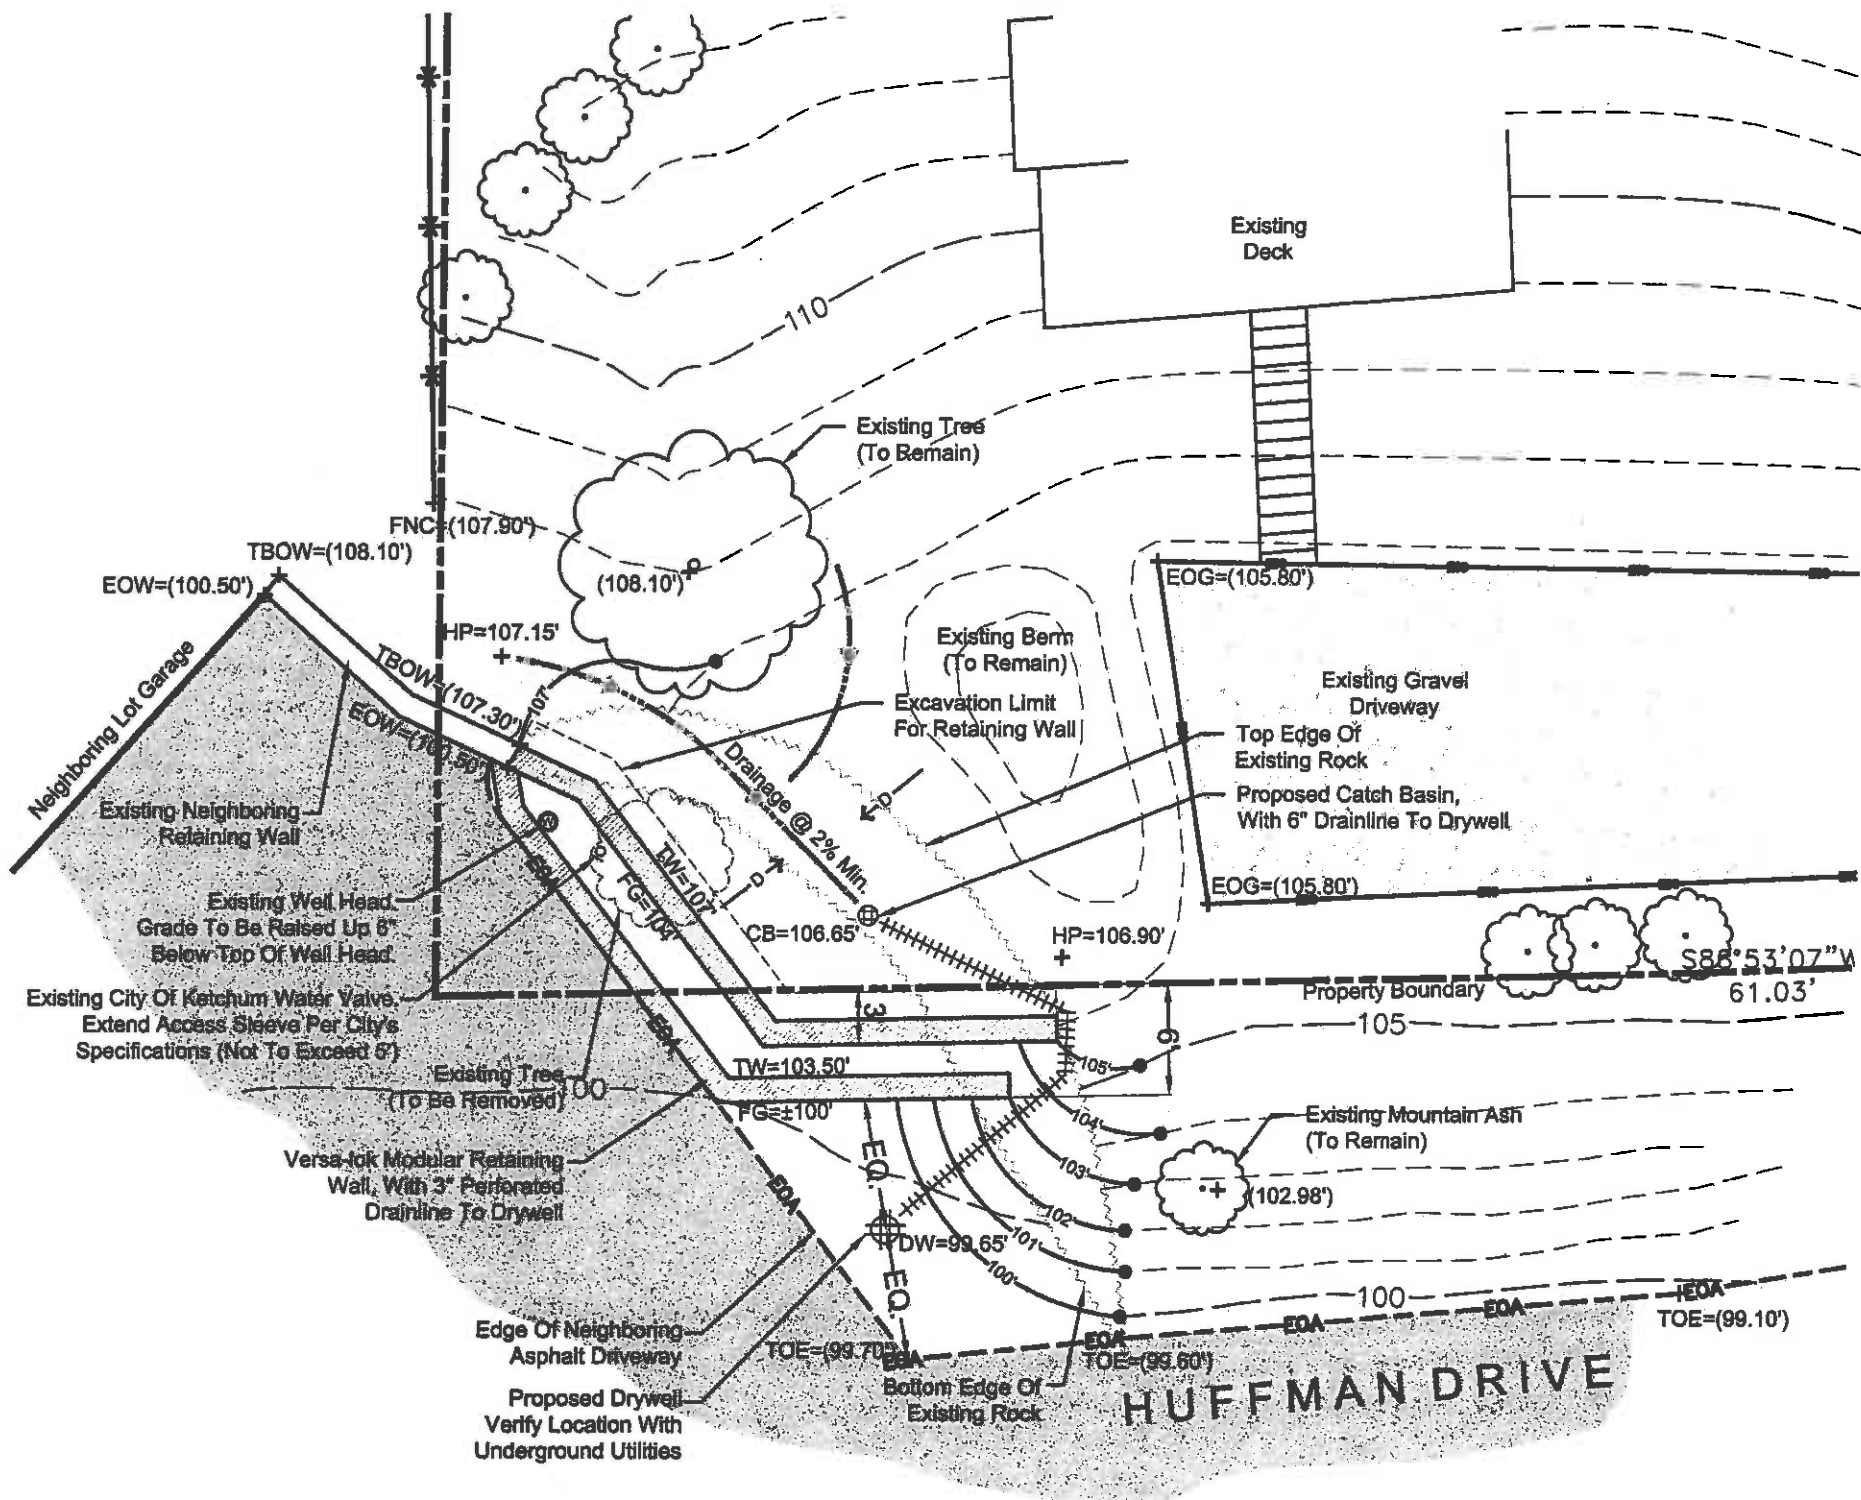 Existing
Deck
110
Existing Tree
(To Remain)
FNC=(107.90')
TBOW=(108.10')
EOW=(100.50')
(108.10')
EOG=(105.80')
HP=107.15'
Existing Berm
(To Remain)
Neighboring Lot Garage
TBOW=(107.30')
107'
Existing Gravel
Driveway
Excavation Limit
For Retaining Wall
Top Edge Of
Existing Rock
Drainage @ 2% Min.
D
Proposed Catch Basin,
With 6" Drainline To Drywell
Existing Neighboring
Retaining Wall
EOA
TW=107'
FG=104'
D
EOG=(105.80')
Existing Well Head.
Grade To Be Raised Up 6"
Below Top Of Well Head.
CB=106.65'
HP=106.90'
S86°53'07"W
61.03'
Property Boundary
Existing City Of Ketchum Water Valve,
Extend Access Sleeve Per City's
Specifications (Not To Exceed 5')
3'
6'
105
EOA
TW=103.50'
105'
Existing Tree
(To Be Removed)
100
FG=±100'
104'
Existing Mountain Ash
(To Remain)
Versa-lok Modular Retaining
Wall, With 3" Perforated
Drainline To Drywell
EQ.
103'
EOA
(102.98')
102'
101'
DW=99.65'
100'
EQ.
100
EOA
EOA
EOA
TOE=(99.10')
Edge Of Neighboring
Asphalt Driveway
TOE=(99.70')
EOA
EOA
TOE=(99.60')
Bottom Edge Of
Existing Rock
HUFFMAN DRIVE
Proposed Drywell
Verify Location With
Underground Utilities